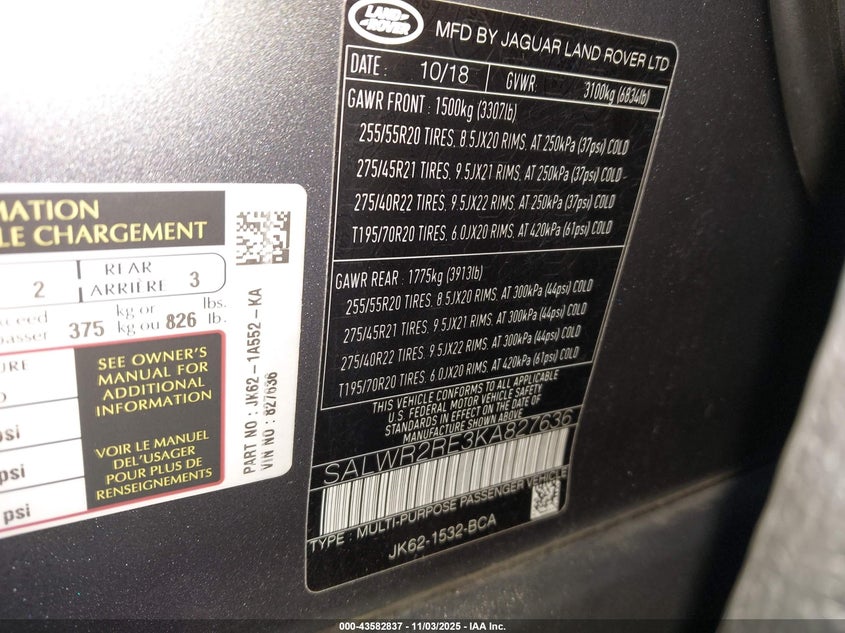 LAND
ROVER
MFD BY JAGUAR LAND ROVER LTD
DATE : 10/18 GVWR: 3100kg (6834lb)
GAWR FRONT : 1500kg (3307lb)
255/55R20 TIRES, 8.5JX20 RIMS, AT 250kPa (37psi) COLD
275/45R21 TIRES, 9.5JX21 RIMS, AT 250kPa (37psi) COLD
275/40R22 TIRES, 9.5JX22 RIMS, AT 250kPa (37psi) COLD
T195/70R20 TIRES, 6.0JX20 RIMS, AT 420kPa (61psi) COLD
GAWR REAR : 1775kg (3913lb)
255/55R20 TIRES, 8.5JX20 RIMS, AT 300kPa (44psi) COLD
275/45R21 TIRES, 9.5JX21 RIMS, AT 300kPa (44psi) COLD
275/40R22 TIRES, 9.5JX22 RIMS, AT 300kPa (44psi) COLD
T195/70R20 TIRES, 6.0JX20 RIMS, AT 420kPa (61psi) COLD
THIS VEHICLE CONFORMS TO ALL APPLICABLE
U.S. FEDERAL MOTOR VEHICLE SAFETY
STANDARDS IN EFFECT ON THE DATE OF
MANUFACTURE SHOWN ABOVE
SALWR2RE3KA827636
TYPE : MULTI-PURPOSE PASSENGER VEHICLE
JK62-1532-BCA
MATION
LE CHARGEMENT
2 REAR
ARRIÈRE 3
xceed 375 kg or 826 lbs.
passer kg ou lb.
URE
SEE OWNER'S
MANUAL FOR
ADDITIONAL
INFORMATION
psi
psi
psi
VOIR LE MANUEL
DEL'USAGER
POUR PLUS DE
RENSEIGNEMENTS
PART NO : JK62-1A552-KA
VIN NO : 827636
000-43582837 - 11/03/2025 - IAA Inc.